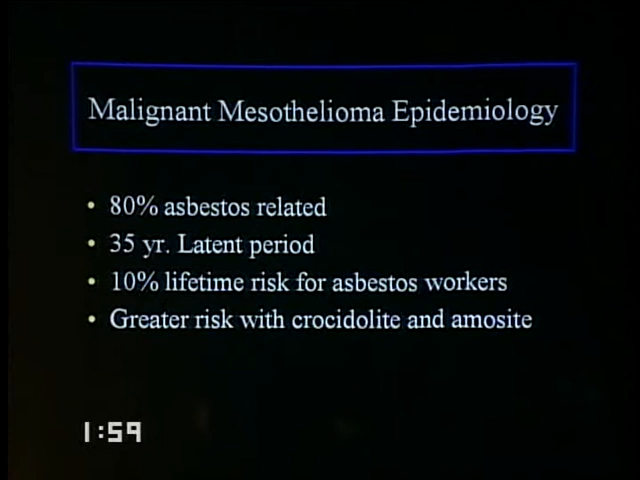 Malignant Mesothelioma Epidemiology
• 80% asbestos related
• 35 yr. Latent period
• 10% lifetime risk for asbestos workers
• Greater risk with crocidolite and amosite
1:59